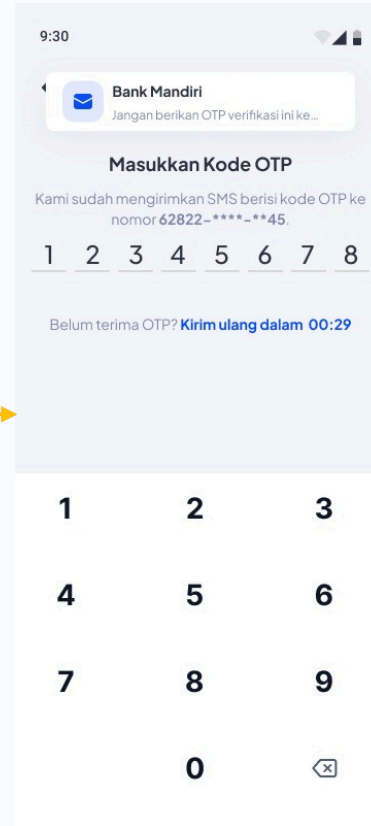 9:30
Bank Mandiri
Jangan berikan OTP verifikasi ini ke...
Masukkan Kode OTP
Kami sudah mengirimkan SMS berisi kode OTP ke
nomor 62822-****-**45.
1 2 3 4 5 6 7 8
Belum terima OTP? Kirim ulang dalam 00:29
1 2 3
4 5 6
7 8 9
0